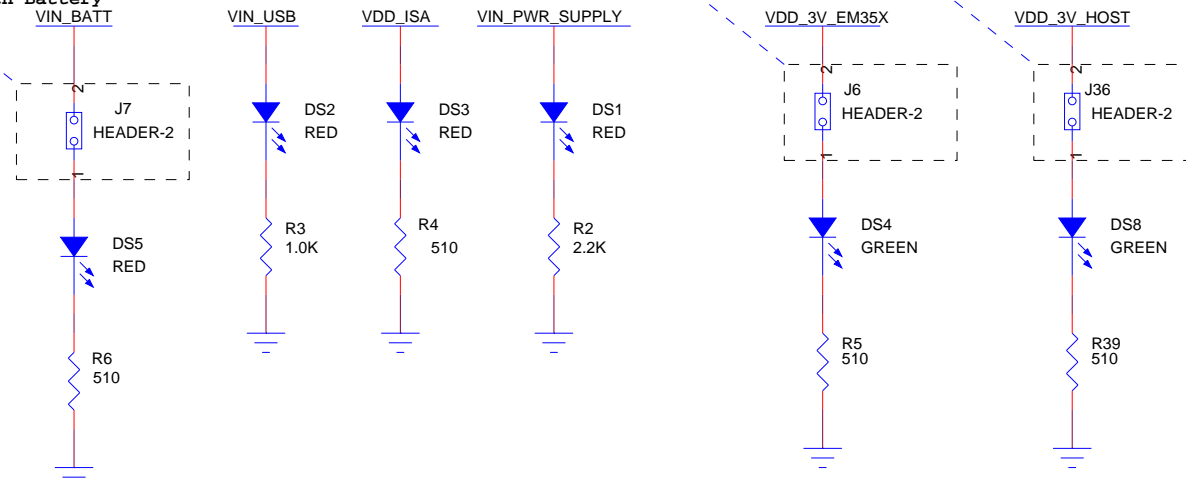 Battery
VIN_BATT
VIN_USB
VDD_ISA
VIN_PWR_SUPPLY
VDD_3V_EM35X
VDD_3V_HOST
2
J7
HEADER-2
1
DS5
RED
R6
510
DS2
RED
R3
1.0K
DS3
RED
R4
510
DS1
RED
R2
2.2K
2
J6
HEADER-2
1
DS4
GREEN
R5
510
2
J36
HEADER-2
1
DS8
GREEN
R39
510